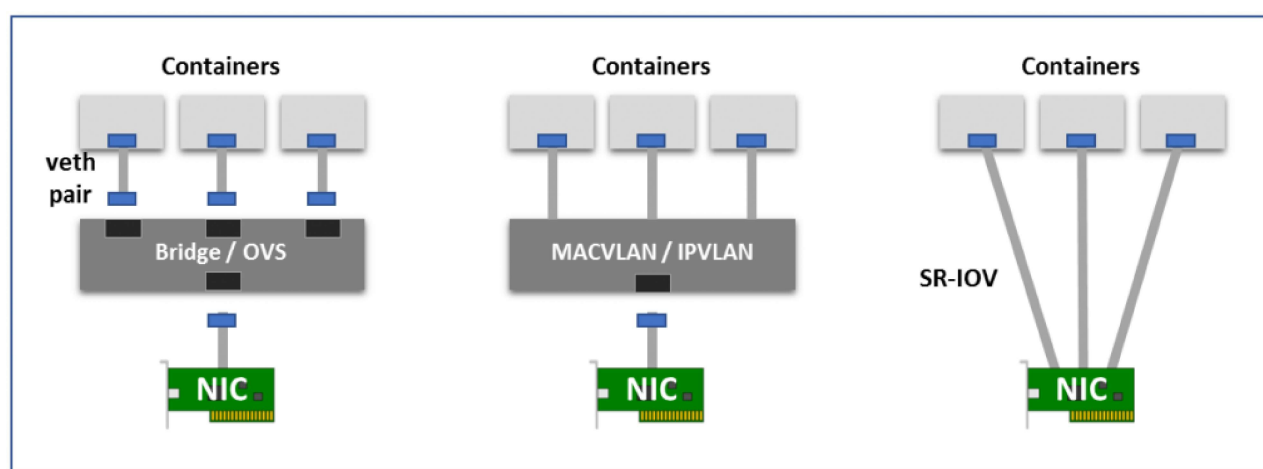 Containers
veth
pair
Bridge / OVS
NIC
Containers
MACVLAN / IPVLAN
NIC
Containers
SR-IOV
NIC